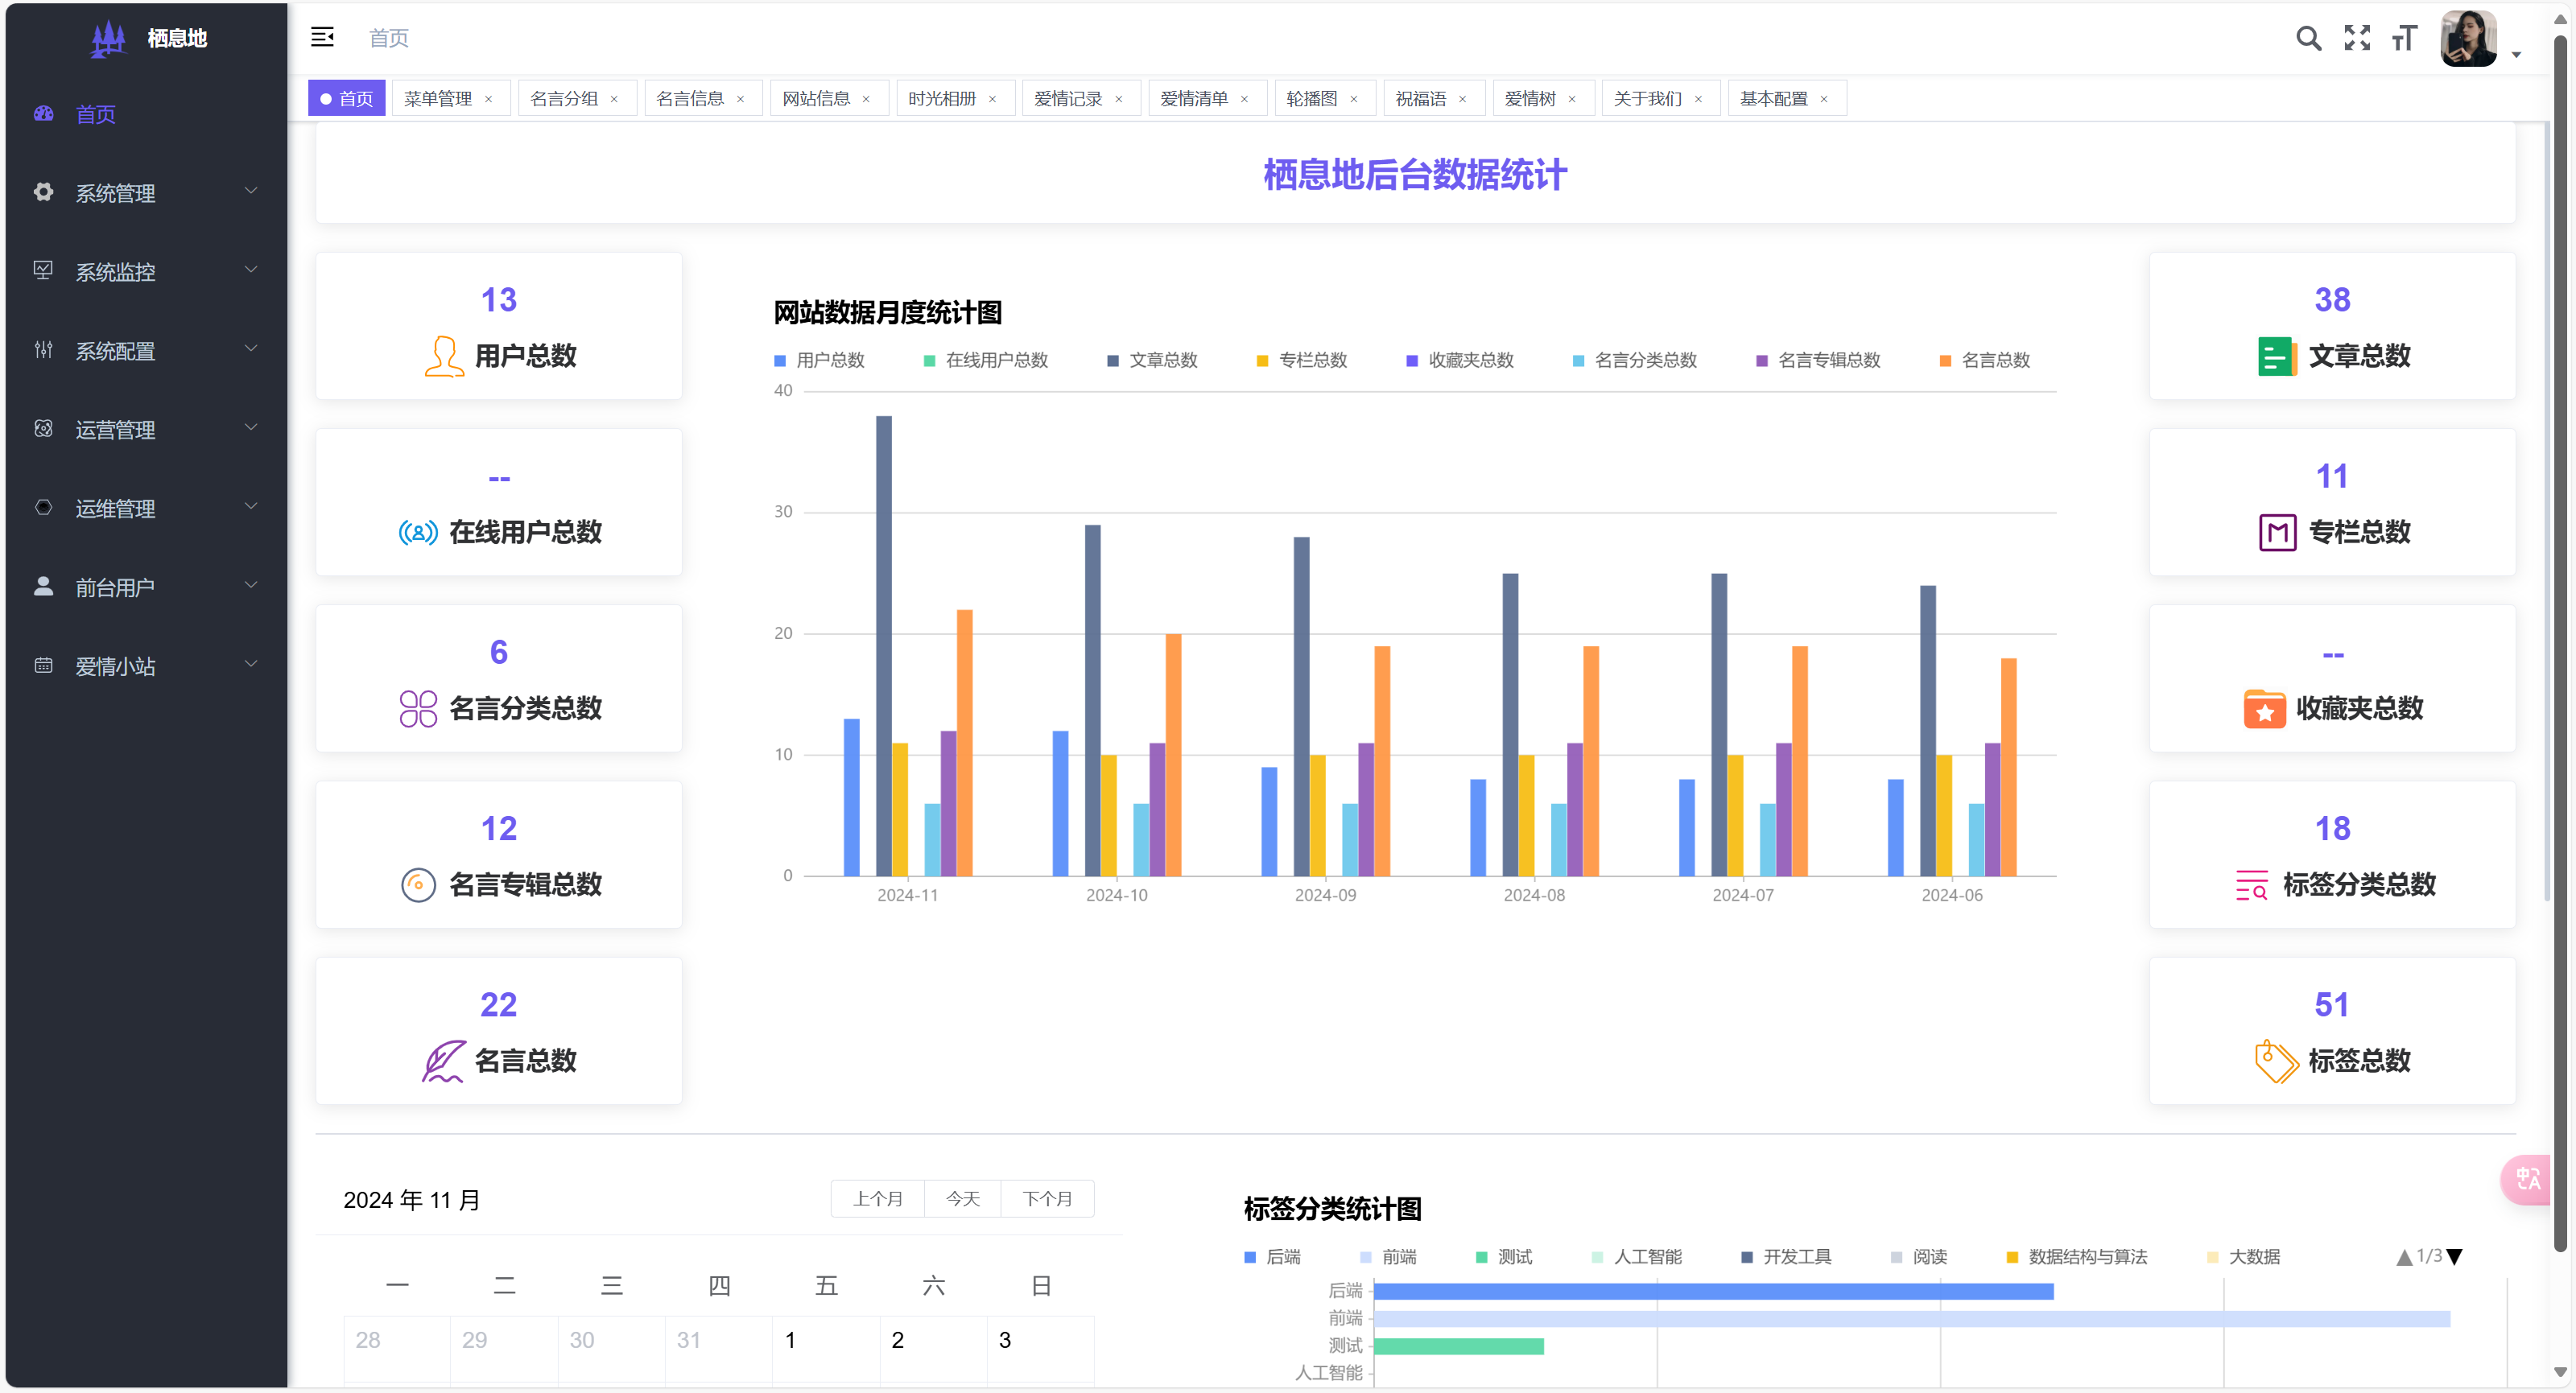 栖息地
首页
首页 菜单管理 × 名言分组 × 名言信息 × 网站信息 × 时光相册 × 爱情记录 × 爱情清单 × 轮播图 × 祝福语 × 爱情树 × 关于我们 × 基本配置 ×
首页
系统管理
系统监控
系统配置
运营管理
运维管理
前台用户
爱情小站
栖息地后台数据统计
13
用户总数
--
在线用户总数
6
名言分类总数
12
名言专辑总数
22
名言总数
网站数据月度统计图
用户总数 在线用户总数 文章总数 专栏总数 收藏夹总数 名言分类总数 名言专辑总数 名言总数
40
30
20
10
0
2024-11 2024-10 2024-09 2024-08 2024-07 2024-06
38
文章总数
11
专栏总数
--
收藏夹总数
18
标签分类总数
51
标签总数
2024 年 11 月
上个月 今天 下个月
一 二 三 四 五 六 日
28 29 30 31 1 2 3
标签分类统计图
后端 前端 测试 人工智能 开发工具 阅读 数据结构与算法 大数据 1/3
后端
前端
测试
人工智能
中A